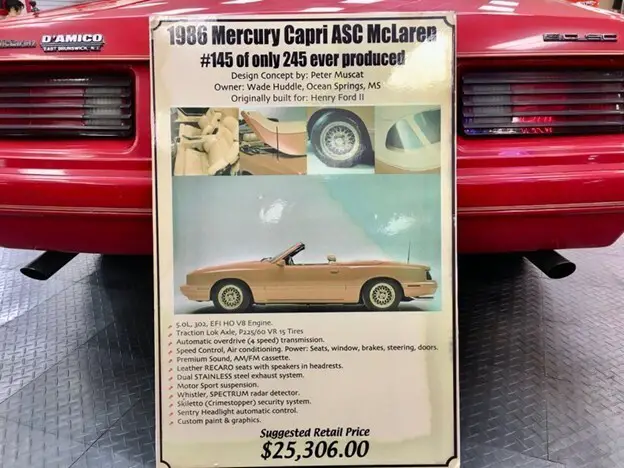 D'AMICO
EAST BRUNSWICK, N.J.
1986 Mercury Capri ASC McLaren
#145 of only 245 ever produced
Design Concept by: Peter Muscat
Owner: Wade Huddle, Ocean Springs, MS
Originally built for: Henry Ford II
5.0L, 302, EFI HO V8 Engine.
Traction Lok Axle, P225/60 VR 15 Tires
Automatic overdrive (4 speed) transmission.
Speed Control, Air conditioning. Power: Seats, window, brakes, steering, doors.
Premium Sound, AM/FM cassette.
Leather RECARO seats with speakers in headrests.
Dual STAINLESS steel exhaust system.
Motor Sport suspension.
Whistler, SPECTRUM radar detector.
Skiletto (Crimestopper) security system.
Sentry Headlight automatic control.
Custom paint & graphics.
Suggested Retail Price
$25,306.00